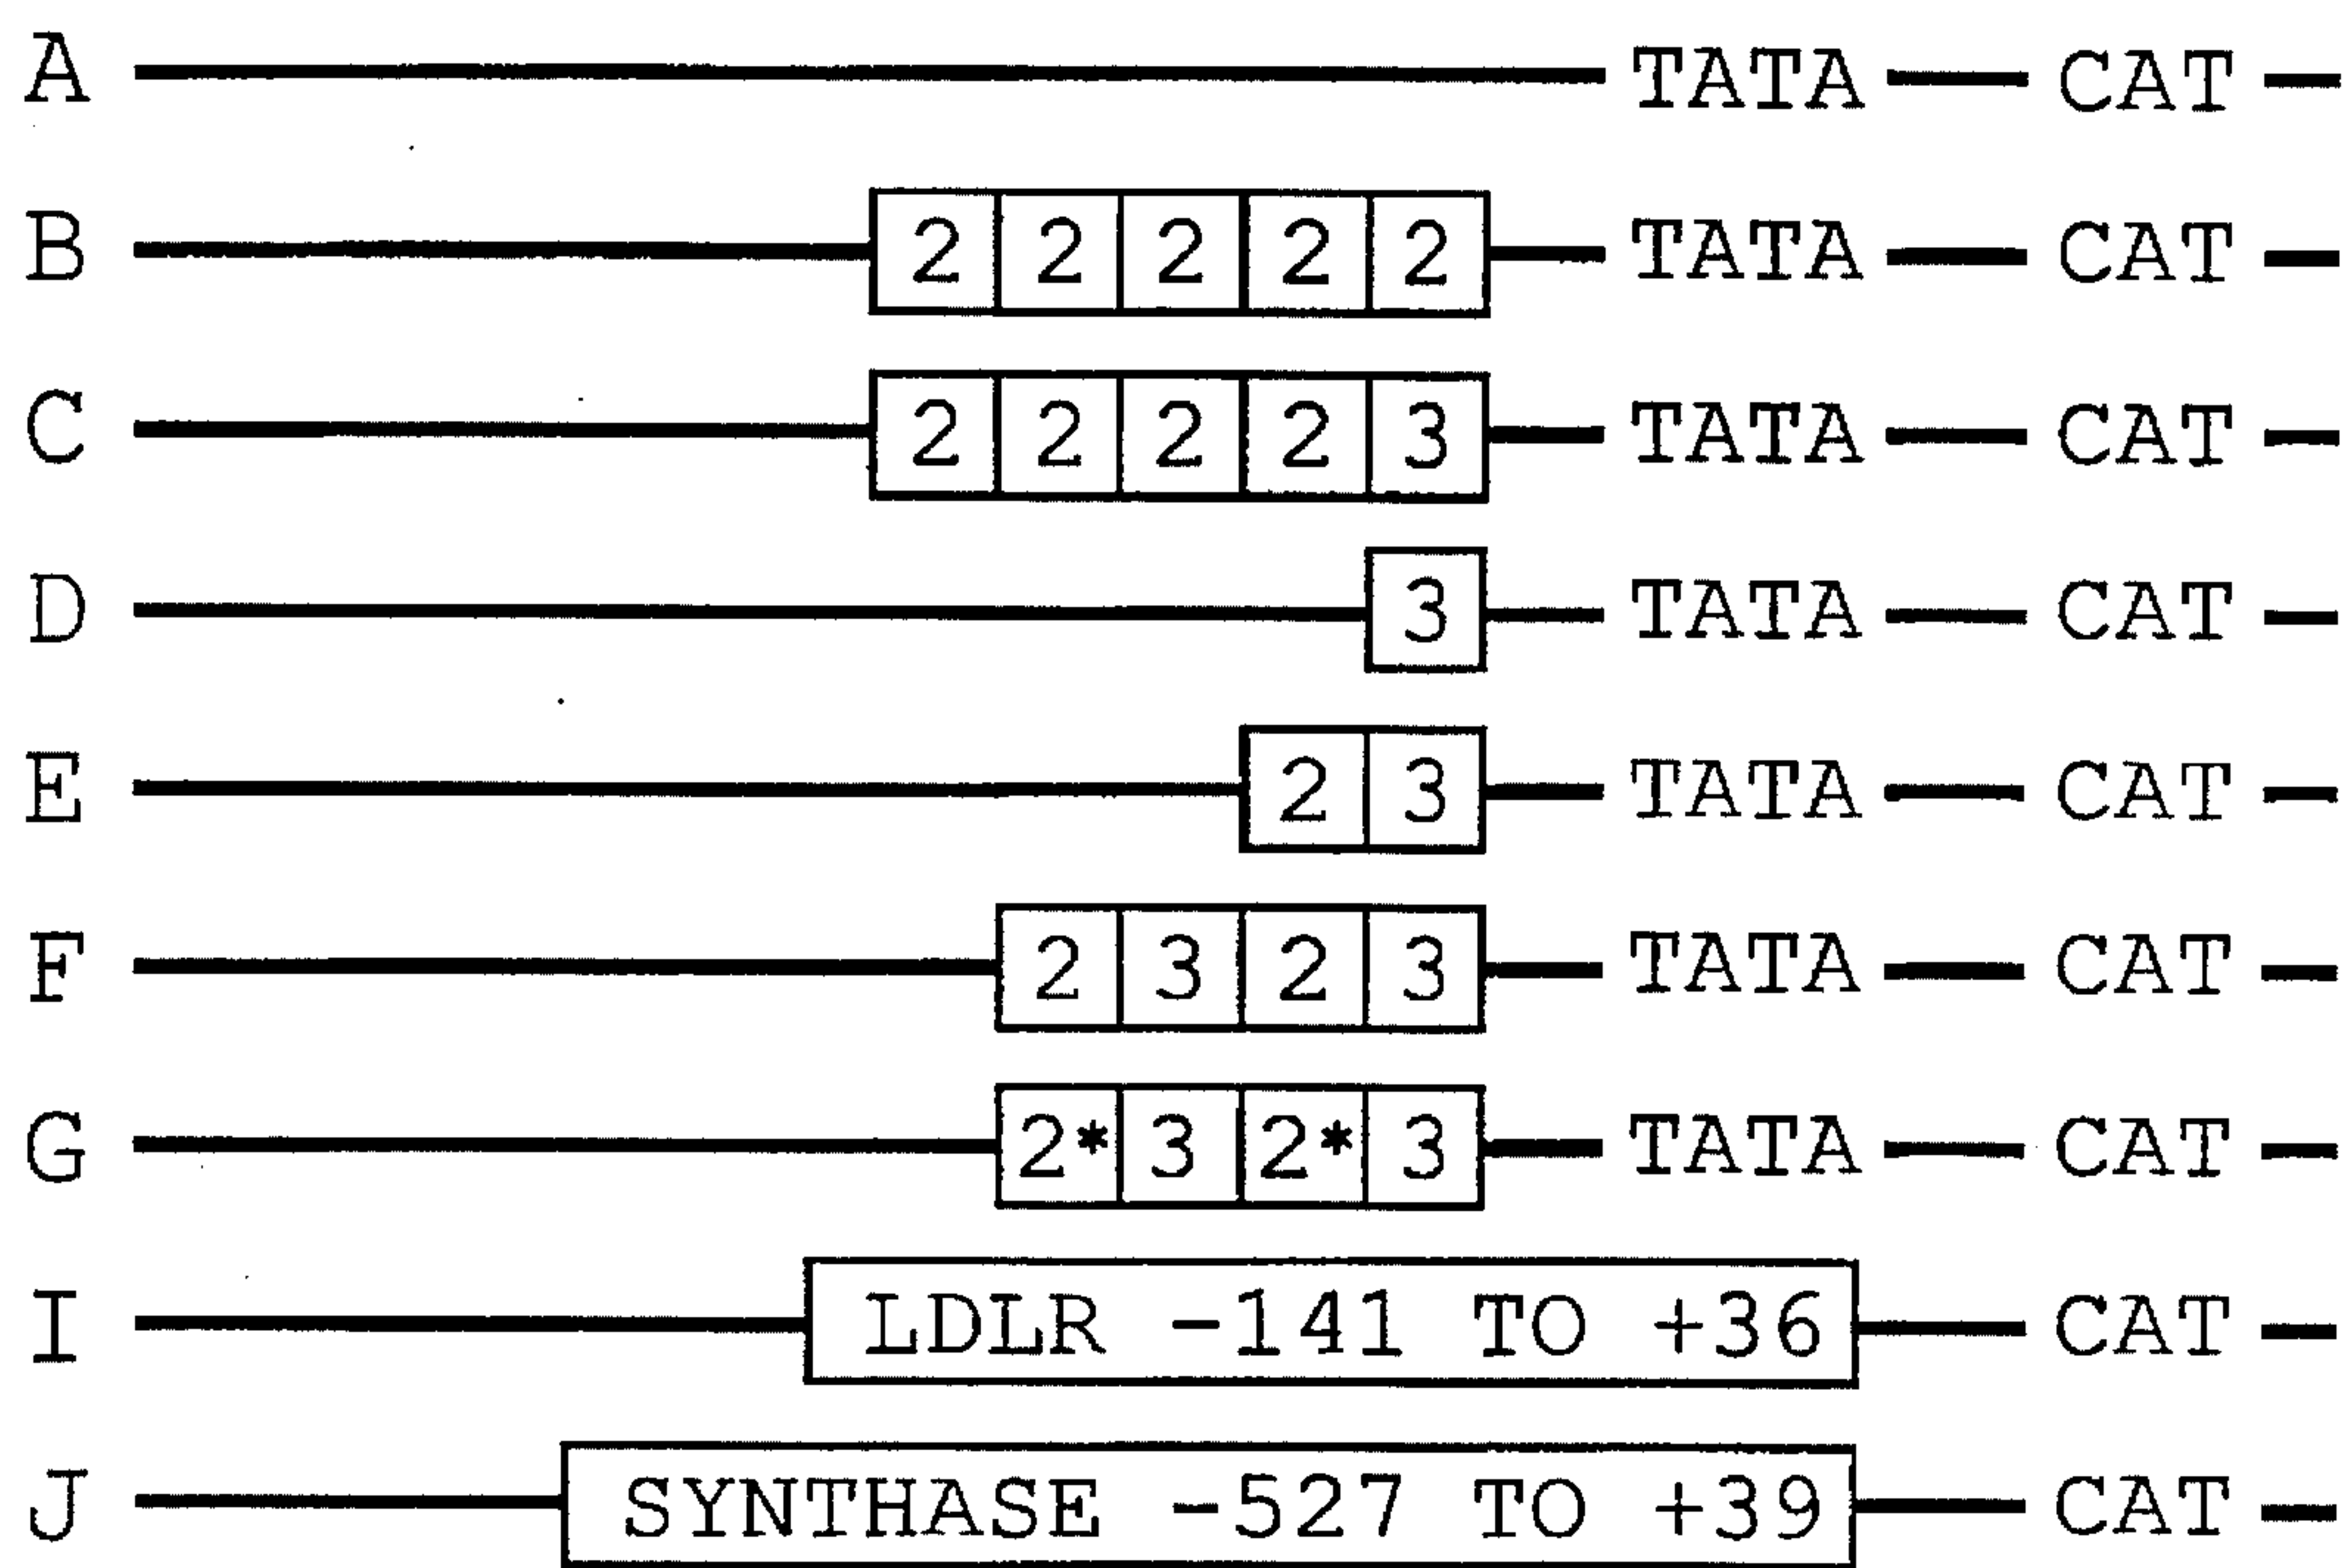 A TATA CAT
B 2 2 2 2 2 TATA CAT
C 2 2 2 2 3 TATA CAT
D 3 TATA CAT
E 2 3 TATA CAT
F 2 3 2 3 TATA CAT
G 2* 3 2* 3 TATA CAT
I LDLR -141 TO +36 CAT
J SYNTHASE -527 TO +39 CAT